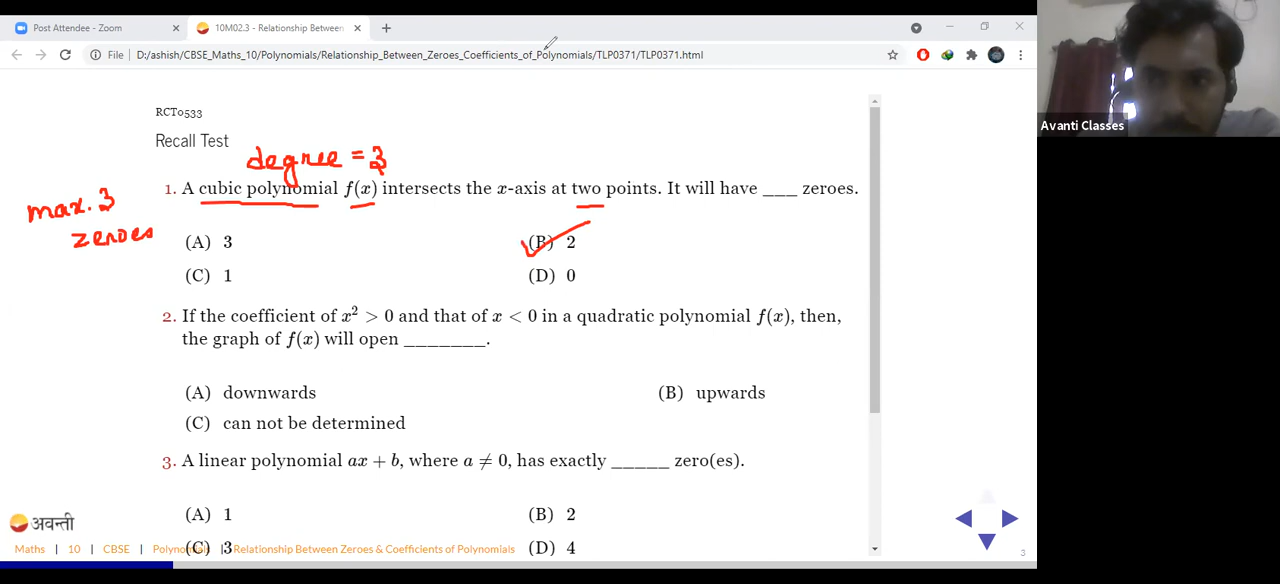 Post Attendee - Zoom
10M02.3 - Relationship Between
File D:/ashish/CBSE_Maths_10/Polynomials/Relationship_Between_Zeroes_Coefficients_of_Polynomials/TLP0371/TLP0371.html
Avanti Classes
RCT0533
Recall Test
degree = 3
1. A cubic polynomial f(x) intersects the x-axis at two points. It will have ___ zeroes.
max. 3
zeroes
(A) 3 (B) 2
(C) 1 (D) 0
2. If the coefficient of x² > 0 and that of x < 0 in a quadratic polynomial f(x), then,
the graph of f(x) will open _______.
(A) downwards (B) upwards
(C) can not be determined
3. A linear polynomial ax + b, where a ≠ 0, has exactly _____ zero(es).
(A) 1 (B) 2
अवन्ती
(C) 3 (D) 4
Maths | 10 | CBSE | Polynomials | Relationship Between Zeroes & Coefficients of Polynomials
3